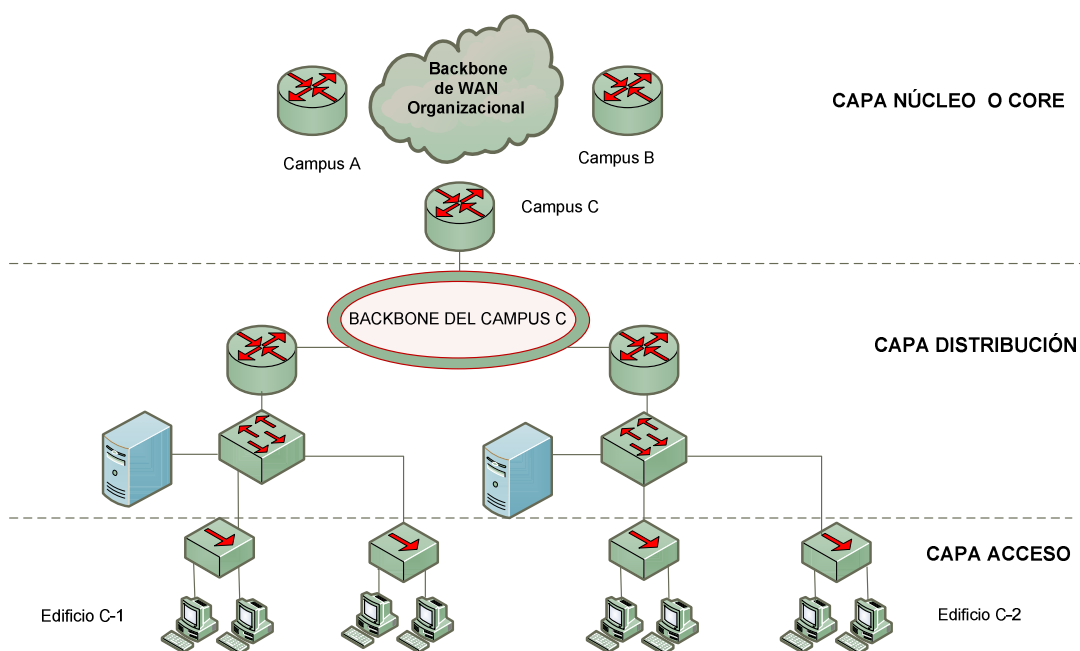 Backbone
de WAN
Organizacional
CAPA NÚCLEO O CORE
Campus A
Campus B
Campus C
BACKBONE DEL CAMPUS C
CAPA DISTRIBUCIÓN
CAPA ACCESO
Edificio C-1
Edificio C-2